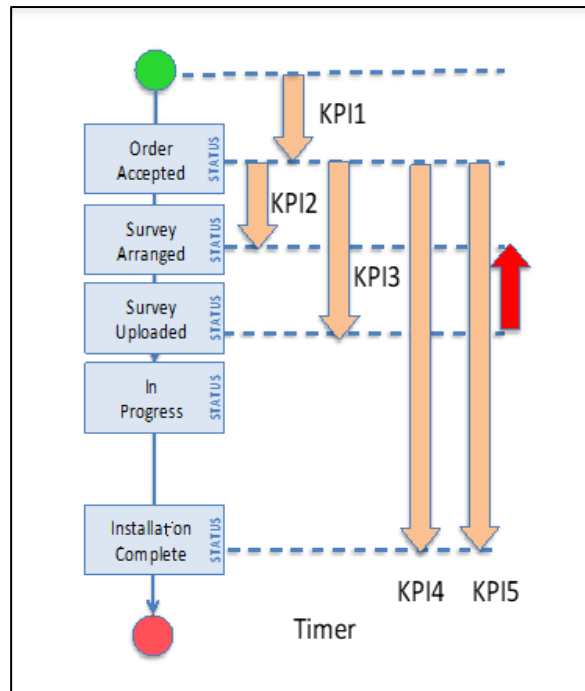 KPI1
Order
Accepted
STATUS
KPI2
Survey
Arranged
STATUS
KPI3
Survey
Uploaded
STATUS
In
Progress
STATUS
Installation
Complete
STATUS
KPI4
KPI5
Timer